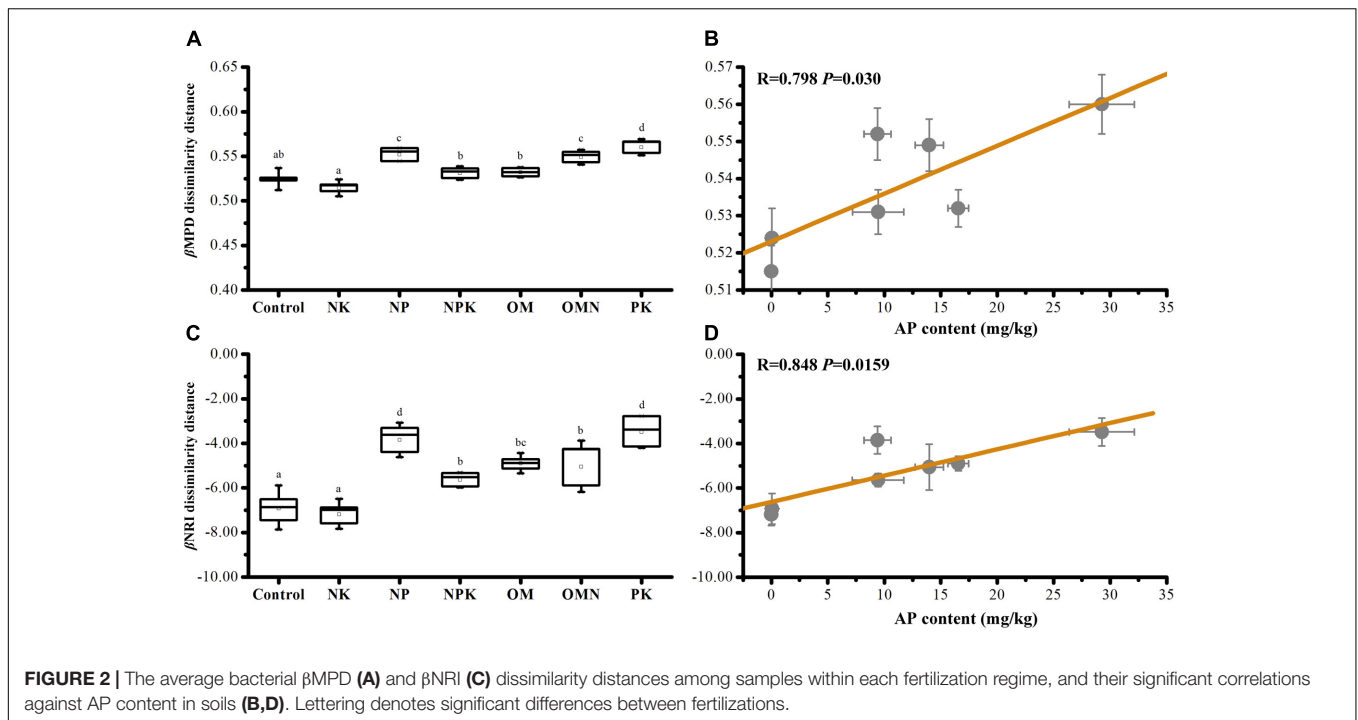 A
βMPD dissimilarity distance
0.65
0.60
0.55
0.50
0.45
0.40
ab
a
c
b
b
c
d
Control NK NP NPK OM OMN PK
B
R=0.798 P=0.030
0.57
0.56
0.55
0.54
0.53
0.52
0.51
0 5 10 15 20 25 30 35
AP content (mg/kg)
C
βNRI dissimilarity distance
0.00
-2.00
-4.00
-6.00
-8.00
-10.00
a
a
d
b
bc
b
d
Control NK NP NPK OM OMN PK
D
R=0.848 P=0.0159
0.00
-2.00
-4.00
-6.00
-8.00
-10.00
0 5 10 15 20 25 30 35
AP content (mg/kg)
FIGURE 2 | The average bacterial βMPD (A) and βNRI (C) dissimilarity distances among samples within each fertilization regime, and their significant correlations
against AP content in soils (B,D). Lettering denotes significant differences between fertilizations.